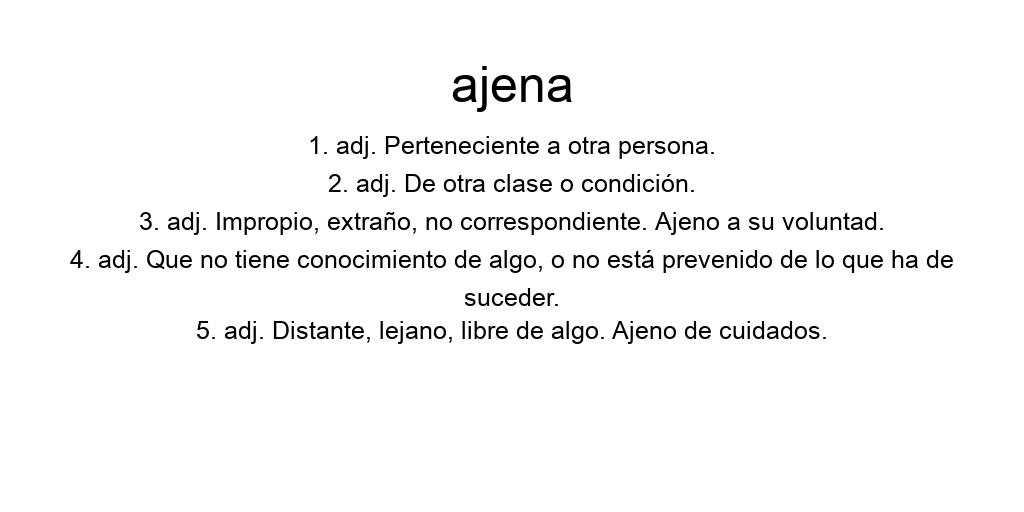 ajena
1. adj. Perteneciente a otra persona.
2. adj. De otra clase o condición.
3. adj. Impropio, extraño, no correspondiente. Ajeno a su voluntad.
4. adj. Que no tiene conocimiento de algo, o no está prevenido de lo que ha de
suceder.
5. adj. Distante, lejano, libre de algo. Ajeno de cuidados.